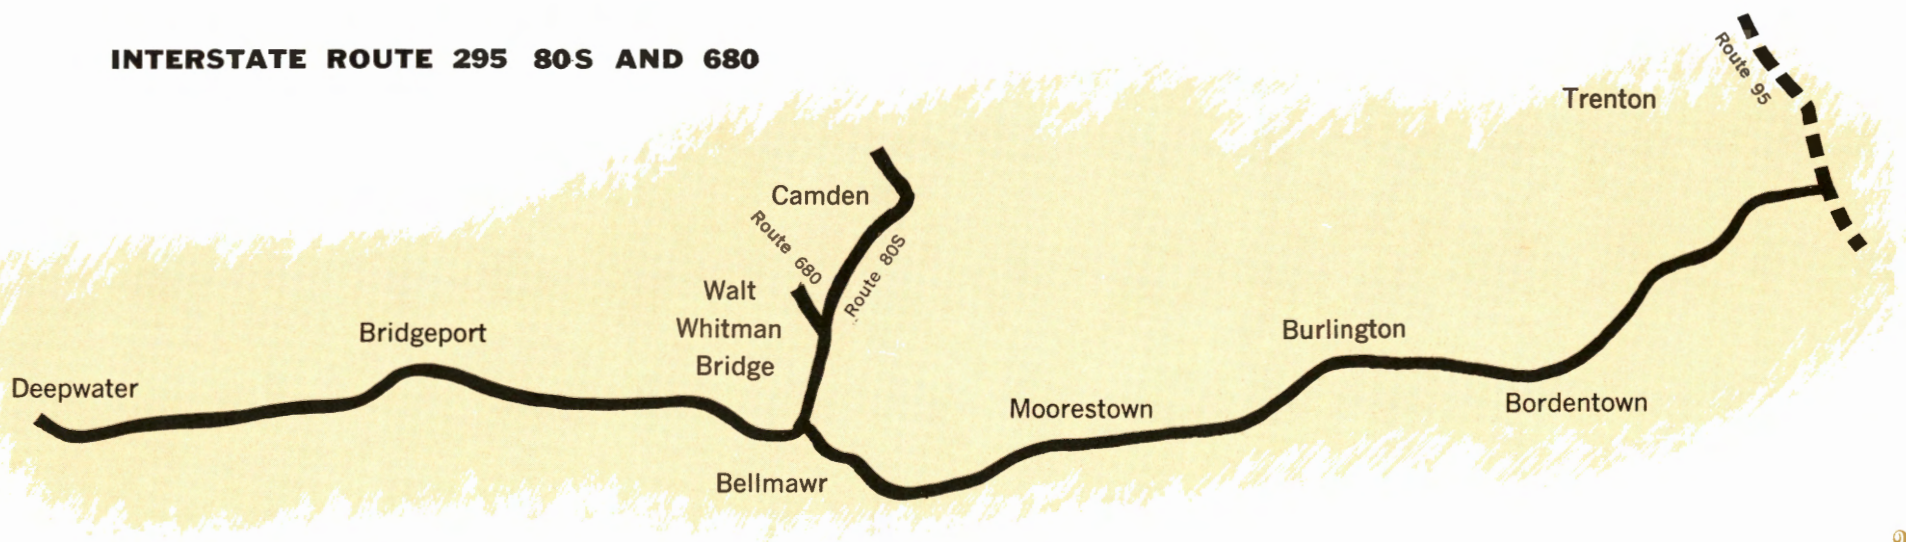 INTERSTATE ROUTE 295 80S AND 680
Route 95
Trenton
Camden
Route 680
Route 80S
Walt
Whitman
Bridge
Bridgeport
Burlington
Deepwater
Moorestown
Bordentown
Bellmawr